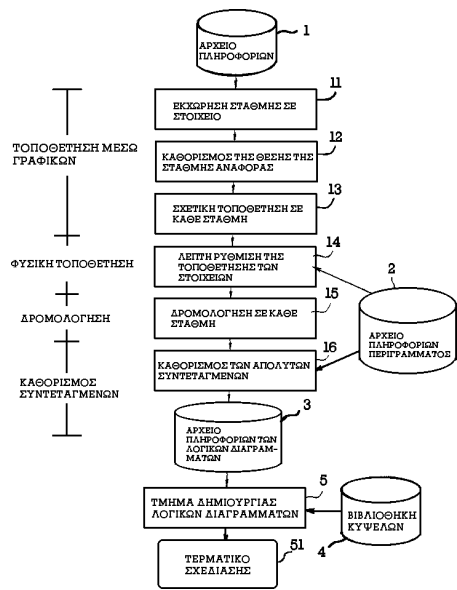 1
ΑΡΧΕΙΟ
ΠΛΗΡΟΦΟΡΙΩΝ
11
ΕΚΧΩΡΗΣΗ ΣΤΑΘΜΗΣ ΣΕ
ΣΤΟΙΧΕΙΟ
12
ΤΟΠΟΘΕΤΗΣΗ ΜΕΣΩ
ΓΡΑΦΙΚΩΝ
ΚΑΘΟΡΙΣΜΟΣ ΤΗΣ ΘΕΣΗΣ ΤΗΣ
ΣΤΑΘΜΗΣ ΑΝΑΦΟΡΑΣ
13
ΣΧΕΤΙΚΗ ΤΟΠΟΘΕΤΗΣΗ ΣΕ
ΚΑΘΕ ΣΤΑΘΜΗ
14
ΦΥΣΙΚΗ ΤΟΠΟΘΕΤΗΣΗ
ΛΕΠΤΗ ΡΥΘΜΙΣΗ ΤΗΣ
ΤΟΠΟΘΕΤΗΣΗΣ ΤΩΝ
ΣΤΟΙΧΕΙΩΝ
2
15
ΔΡΟΜΟΛΟΓΗΣΗ
ΔΡΟΜΟΛΟΓΗΣΗ ΣΕ ΚΑΘΕ
ΣΤΑΘΜΗ
ΑΡΧΕΙΟ
ΠΛΗΡΟΦΟΡΙΩΝ
ΠΕΡΙΓΡΑΜΜΑΤΟΣ
16
ΚΑΘΟΡΙΣΜΟΣ
ΣΥΝΤΕΤΑΓΜΕΝΩΝ
ΚΑΘΟΡΙΣΜΟΣ ΤΩΝ ΑΠΟΛΥΤΩΝ
ΣΥΝΤΕΤΑΓΜΕΝΩΝ
3
ΑΡΧΕΙΟ
ΠΛΗΡΟΦΟΡΙΩΝ ΤΩΝ
ΛΟΓΙΚΩΝ ΔΙΑΓΡΑΜ-
ΜΑΤΩΝ
5
ΤΜΗΜΑ ΔΗΜΙΟΥΡΓΙΑΣ
ΛΟΓΙΚΩΝ ΔΙΑΓΡΑΜΜΑΤΩΝ
ΒΙΒΛΙΟΘΗΚΗ
ΚΥΨΕΛΩΝ
4
51
ΤΕΡΜΑΤΙΚΟ
ΣΧΕΔΙΑΣΗΣ